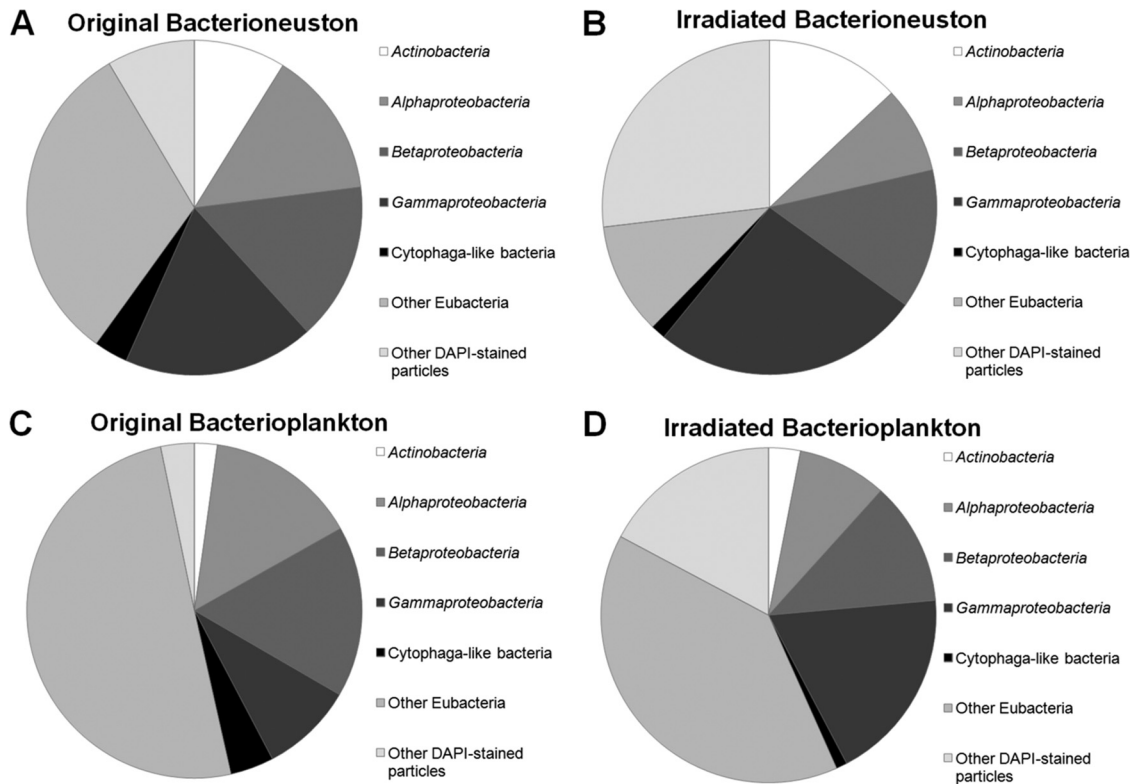 A
Original Bacterioneuston
Actinobacteria
Alphaproteobacteria
Betaproteobacteria
Gammaproteobacteria
Cytophaga-like bacteria
Other Eubacteria
Other DAPI-stained
particles
B
Irradiated Bacterioneuston
Actinobacteria
Alphaproteobacteria
Betaproteobacteria
Gammaproteobacteria
Cytophaga-like bacteria
Other Eubacteria
Other DAPI-stained
particles
C
Original Bacterioplankton
Actinobacteria
Alphaproteobacteria
Betaproteobacteria
Gammaproteobacteria
Cytophaga-like bacteria
Other Eubacteria
Other DAPI-stained
particles
D
Irradiated Bacterioplankton
Actinobacteria
Alphaproteobacteria
Betaproteobacteria
Gammaproteobacteria
Cytophaga-like bacteria
Other Eubacteria
Other DAPI-stained
particles